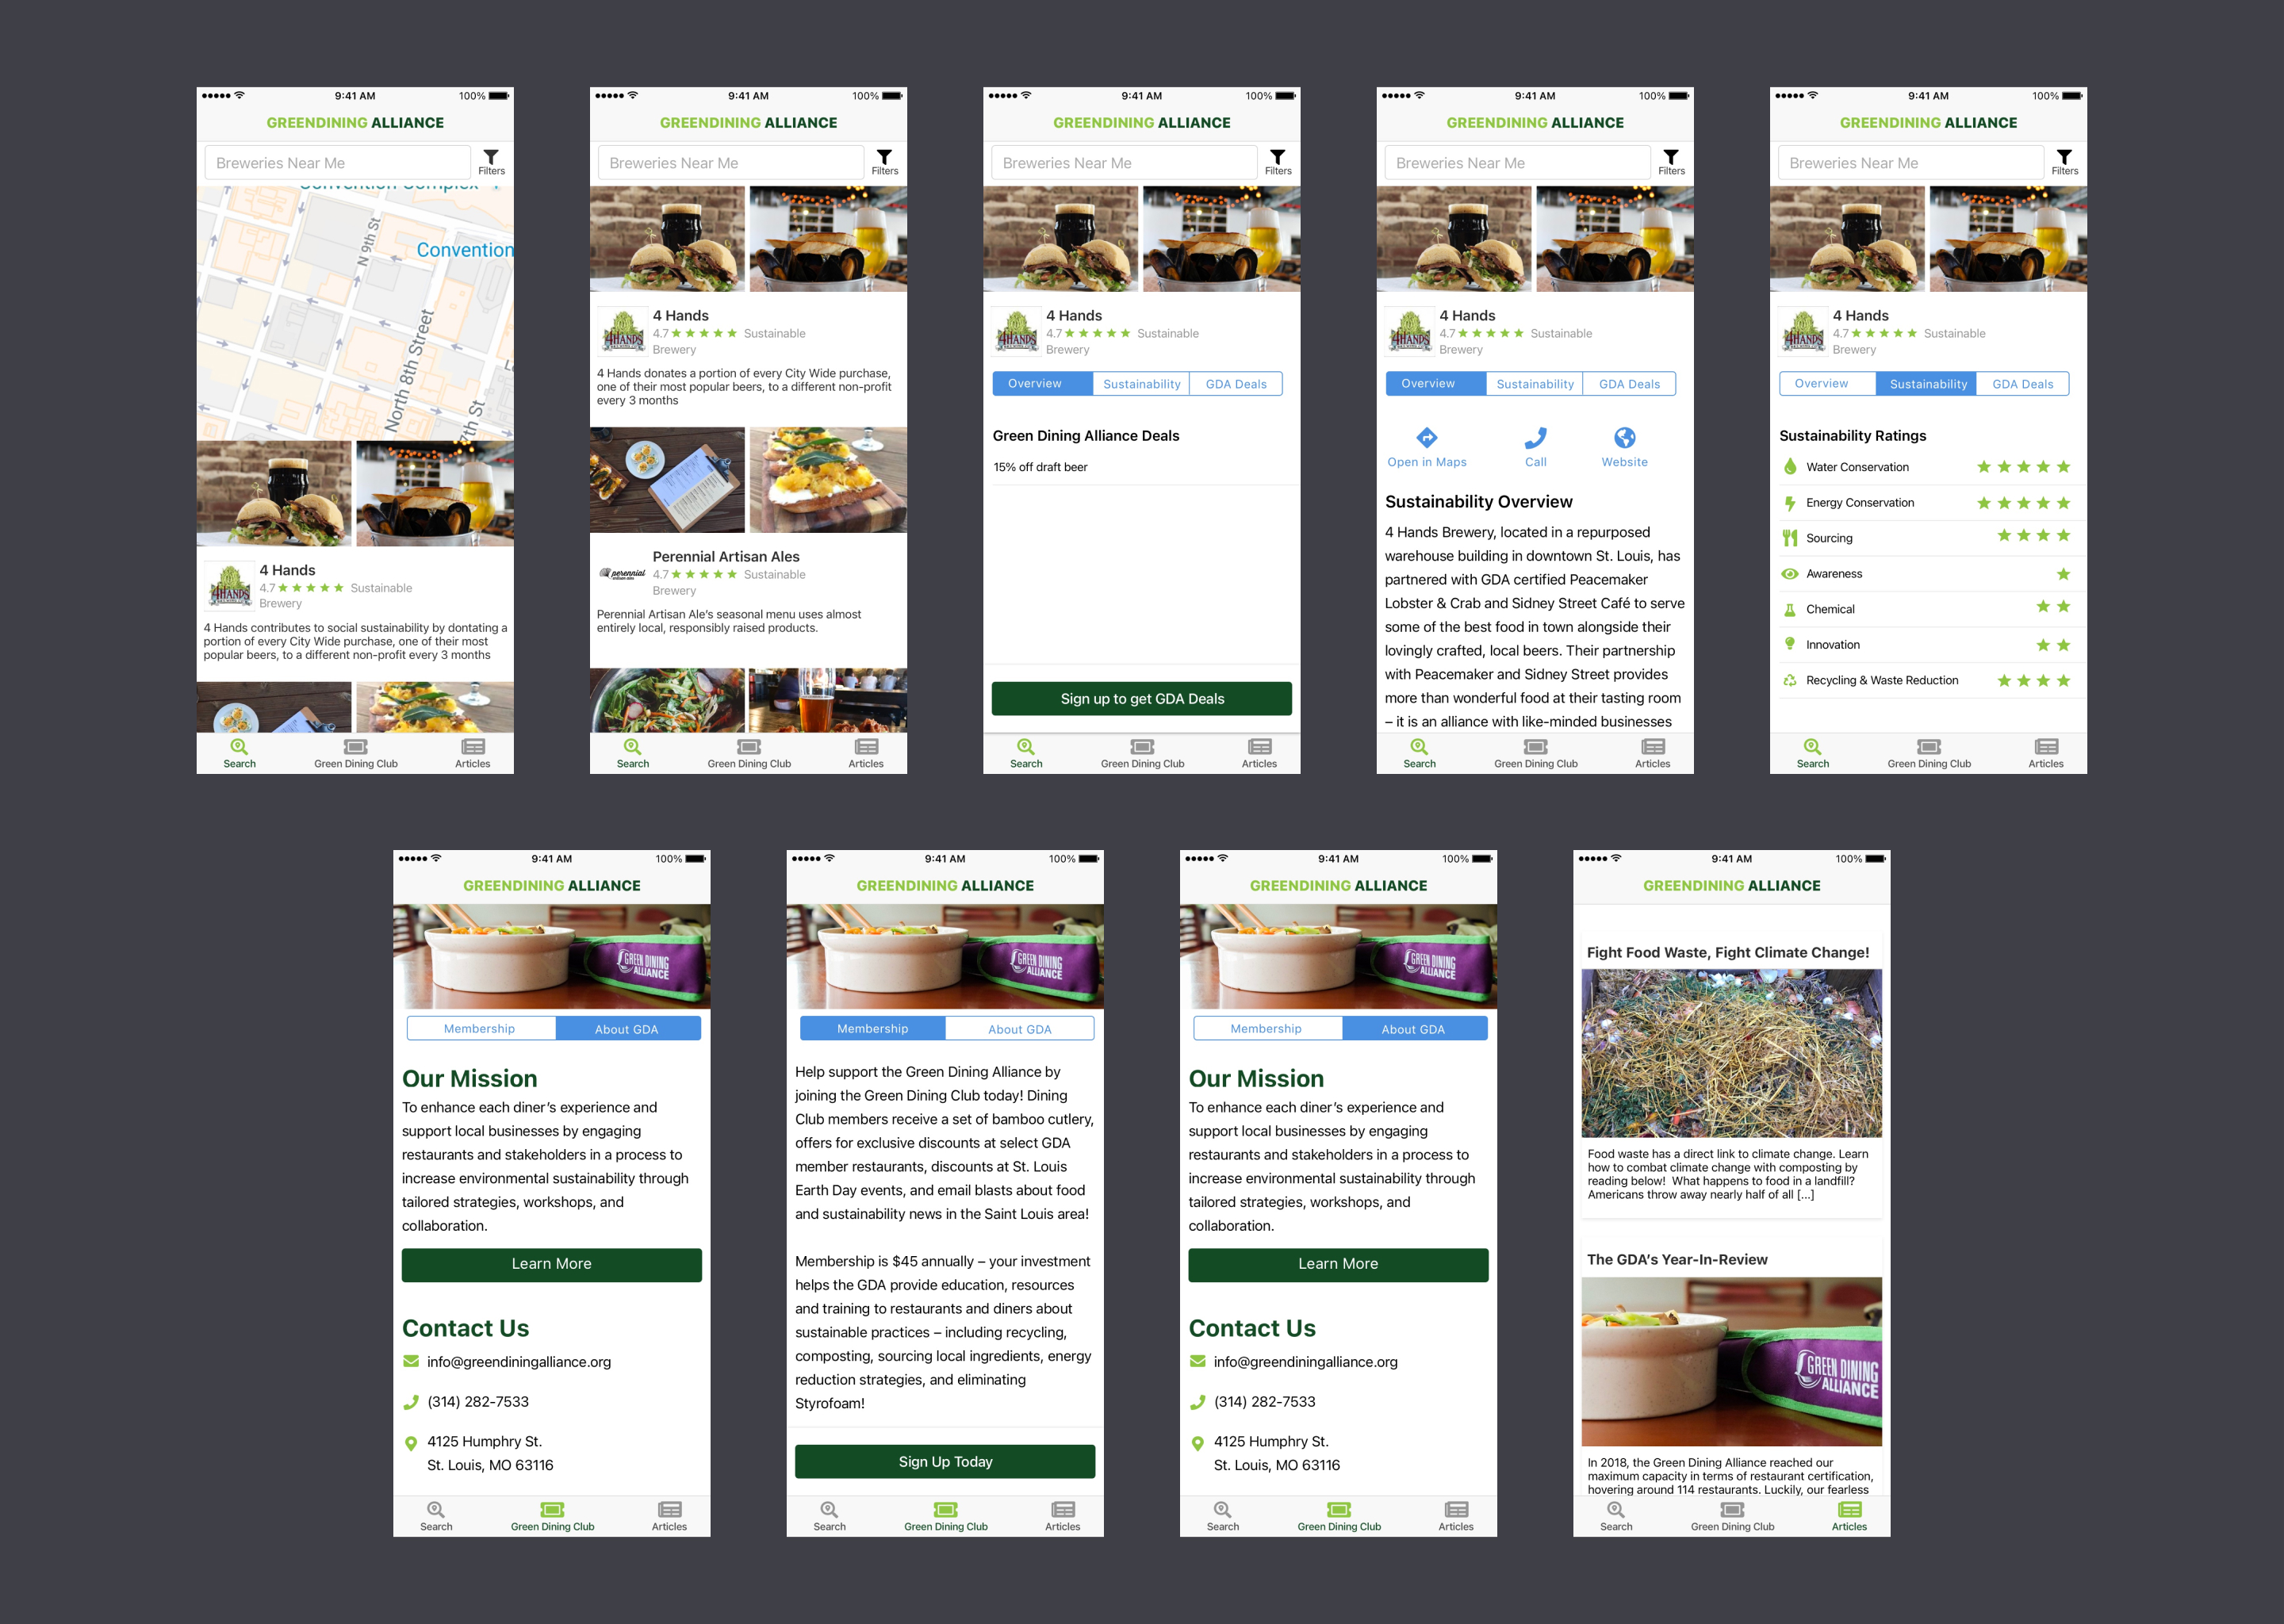 9:41 AM 100%
GREENDINING ALLIANCE
Breweries Near Me
Filters
Convention Complex
N 9th St
Convention
North 8th Street
7th St
4 Hands
4.7 Sustainable
Brewery
4 Hands contributes to social sustainability by dontating a
portion of every City Wide purchase, one of their most
popular beers, to a different non-profit every 3 months
Search Green Dining Club Articles
9:41 AM 100%
GREENDINING ALLIANCE
Breweries Near Me
Filters
4HANDS
4 Hands
4.7 Sustainable
Brewery
4 Hands donates a portion of every City Wide purchase,
one of their most popular beers, to a different non-profit
every 3 months
perennial
Perennial Artisan Ales
4.7 Sustainable
Brewery
Perennial Artisan Ale's seasonal menu uses almost
entirely local, responsibly raised products.
Search Green Dining Club Articles
9:41 AM 100%
GREENDINING ALLIANCE
Breweries Near Me
Filters
4HANDS
4 Hands
4.7 Sustainable
Brewery
Overview Sustainability GDA Deals
Green Dining Alliance Deals
15% off draft beer
Sign up to get GDA Deals
Search Green Dining Club Articles
9:41 AM 100%
GREENDINING ALLIANCE
Breweries Near Me
Filters
4HANDS
4 Hands
4.7 Sustainable
Brewery
Overview Sustainability GDA Deals
Open in Maps Call Website
Sustainability Overview
4 Hands Brewery, located in a repurposed
warehouse building in downtown St. Louis, has
partnered with GDA certified Peacemaker
Lobster & Crab and Sidney Street Café to serve
some of the best food in town alongside their
lovingly crafted, local beers. Their partnership
with Peacemaker and Sidney Street provides
more than wonderful food at their tasting room
– it is an alliance with like-minded businesses
Search Green Dining Club Articles
9:41 AM 100%
GREENDINING ALLIANCE
Breweries Near Me
Filters
4HANDS
4 Hands
4.7 Sustainable
Brewery
Overview Sustainability GDA Deals
Sustainability Ratings
Water Conservation
Energy Conservation
Sourcing
Awareness
Chemical
Innovation
Recycling & Waste Reduction
Search Green Dining Club Articles
9:41 AM 100%
GREENDINING ALLIANCE
GREEN DINING
ALLIANCE
Membership About GDA
Our Mission
To enhance each diner's experience and
support local businesses by engaging
restaurants and stakeholders in a process to
increase environmental sustainability through
tailored strategies, workshops, and
collaboration.
Learn More
Contact Us
info@greendiningalliance.org
(314) 282-7533
4125 Humphry St.
St. Louis, MO 63116
Search Green Dining Club Articles
9:41 AM 100%
GREENDINING ALLIANCE
GREEN DINING
ALLIANCE
Membership About GDA
Help support the Green Dining Alliance by
joining the Green Dining Club today! Dining
Club members receive a set of bamboo cutlery,
offers for exclusive discounts at select GDA
member restaurants, discounts at St. Louis
Earth Day events, and email blasts about food
and sustainability news in the Saint Louis area!
Membership is $45 annually – your investment
helps the GDA provide education, resources
and training to restaurants and diners about
sustainable practices – including recycling,
composting, sourcing local ingredients, energy
reduction strategies, and eliminating
Styrofoam!
Sign Up Today
Search Green Dining Club Articles
9:41 AM 100%
GREENDINING ALLIANCE
GREEN DINING
ALLIANCE
Membership About GDA
Our Mission
To enhance each diner's experience and
support local businesses by engaging
restaurants and stakeholders in a process to
increase environmental sustainability through
tailored strategies, workshops, and
collaboration.
Learn More
Contact Us
info@greendiningalliance.org
(314) 282-7533
4125 Humphry St.
St. Louis, MO 63116
Search Green Dining Club Articles
9:41 AM 100%
GREENDINING ALLIANCE
Fight Food Waste, Fight Climate Change!
Food waste has a direct link to climate change. Learn
how to combat climate change with composting by
reading below! What happens to food in a landfill?
Americans throw away nearly half of all [...]
The GDA's Year-In-Review
GREEN DINING
ALLIANCE
In 2018, the Green Dining Alliance reached our
maximum capacity in terms of restaurant certification,
hovering around 114 restaurants. Luckily, our fearless
Search Green Dining Club Articles